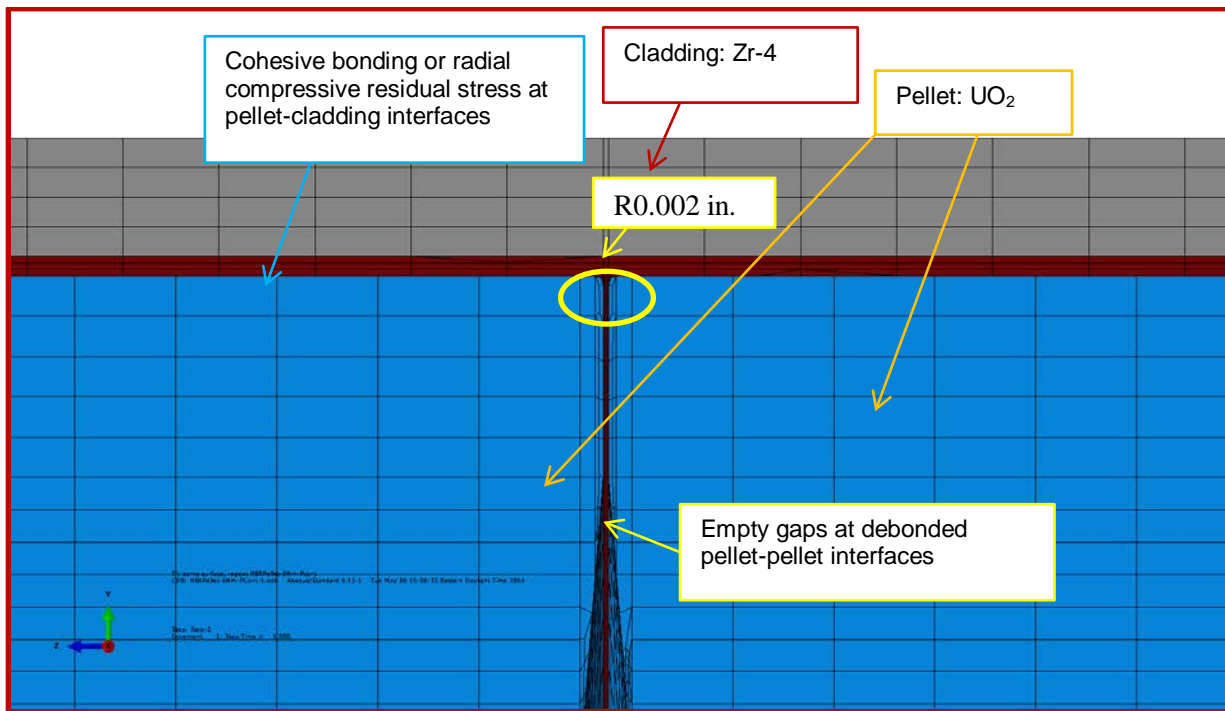 Cohesive bonding or radial
compressive residual stress at
pellet-cladding interfaces
Cladding: Zr-4
Pellet: UO₂
R0.002 in.
Empty gaps at debonded
pellet-pellet interfaces
Y
Z